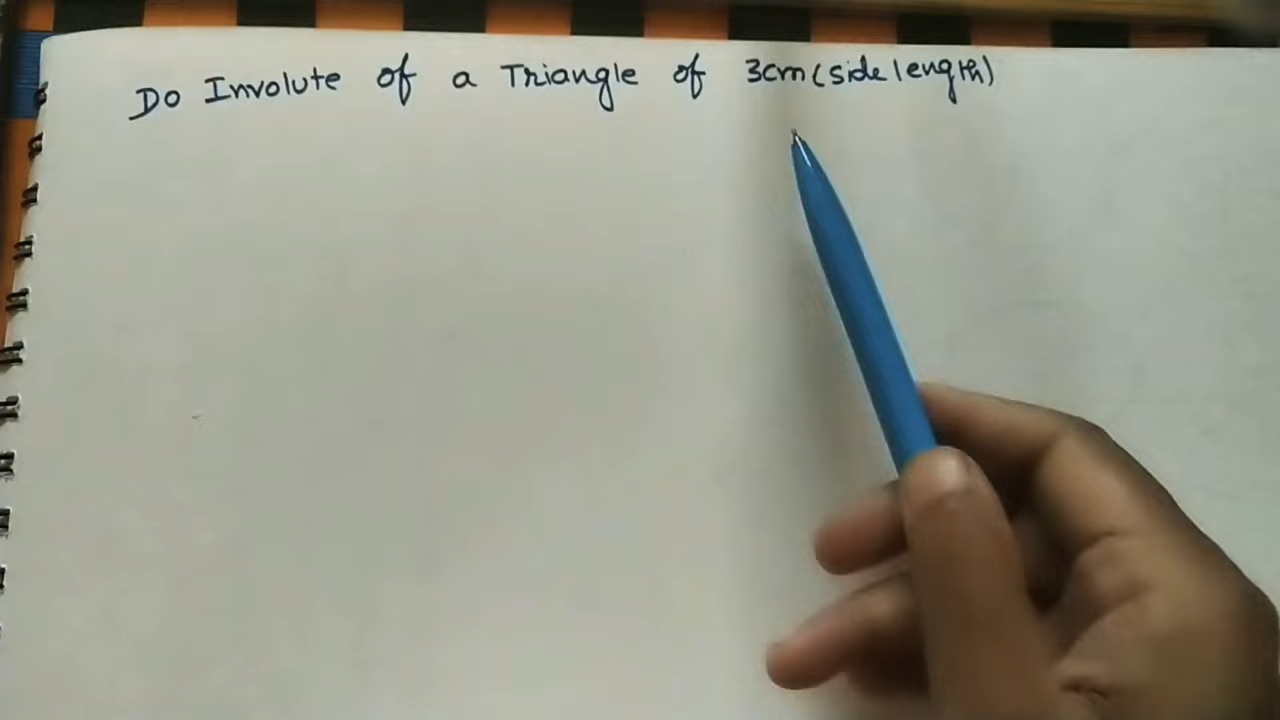 Do Involute of a Triangle of 3cm(side length)